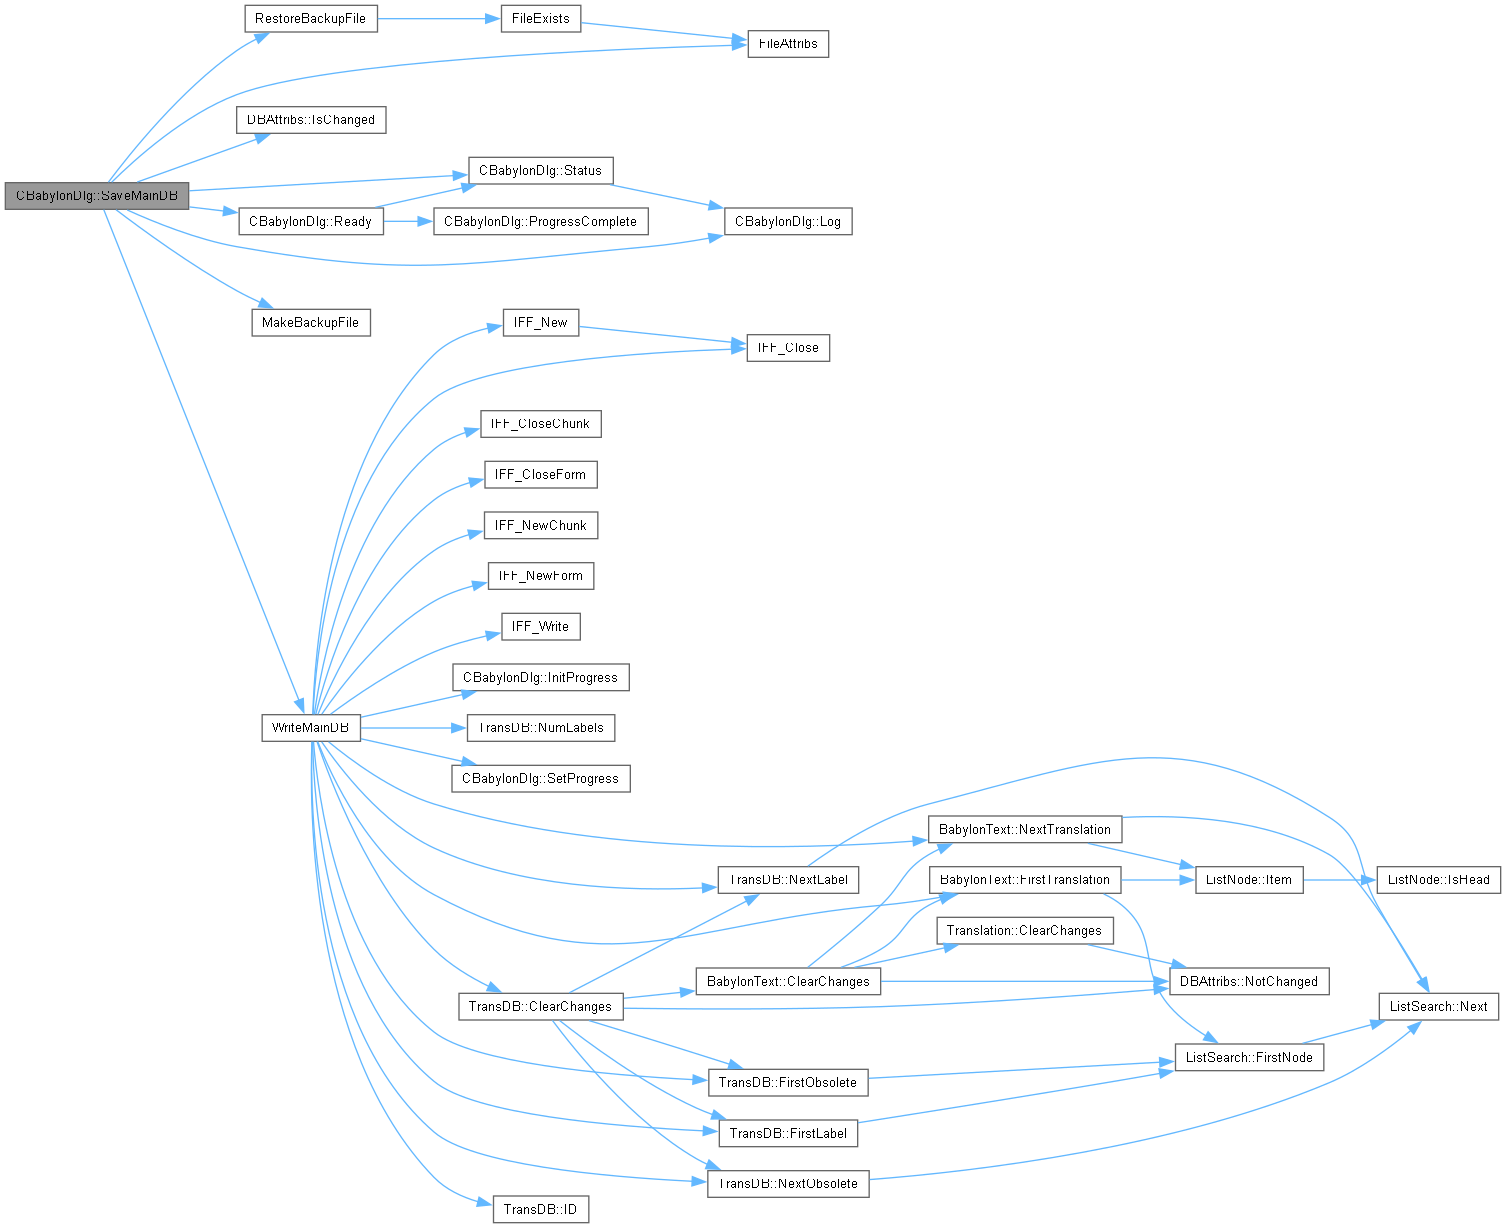 RestoreBackupFile
FileExists
FileAttribs
DBAttribs::IsChanged
CBabylonDlg::Status
CBabylonDlg::SaveMainDB
CBabylonDlg::Ready
CBabylonDlg::ProgressComplete
CBabylonDlg::Log
MakeBackupFile
IFF_New
IFF_Close
IFF_CloseChunk
IFF_CloseForm
IFF_NewChunk
IFF_NewForm
IFF_Write
CBabylonDlg::InitProgress
WriteMainDB
TransDB::NumLabels
CBabylonDlg::SetProgress
BabylonText::NextTranslation
TransDB::NextLabel
BabylonText::FirstTranslation
ListNode::Item
ListNode::IsHead
Translation::ClearChanges
BabylonText::ClearChanges
DBAttribs::NotChanged
TransDB::ClearChanges
ListSearch::Next
ListSearch::FirstNode
TransDB::FirstObsolete
TransDB::FirstLabel
TransDB::NextObsolete
TransDB::ID